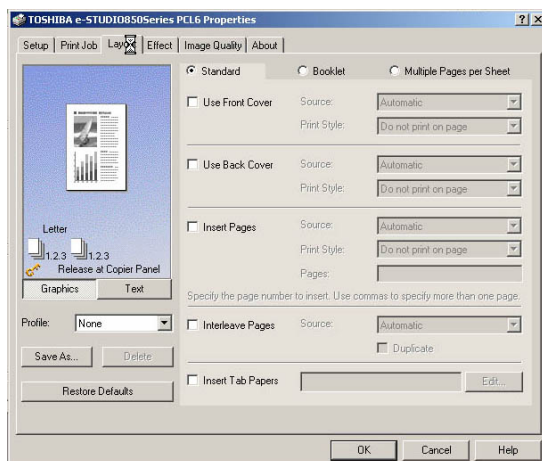 TOSHIBA e-STUDIO850Series PCL6 Properties
Setup Print Job Layout Effect Image Quality About
Standard Booklet Multiple Pages per Sheet
Use Front Cover Source: Automatic
Print Style: Do not print on page
Use Back Cover Source: Automatic
Print Style: Do not print on page
Insert Pages Source: Automatic
Print Style: Do not print on page
Pages:
Specify the page number to insert. Use commas to specify more than one page.
Interleave Pages Source: Automatic
Duplicate
Insert Tab Papers Edit...
Letter
1.2.3 1.2.3
Release at Copier Panel
Graphics Text
Profile: None
Save As... Delete
Restore Defaults
OK Cancel Help